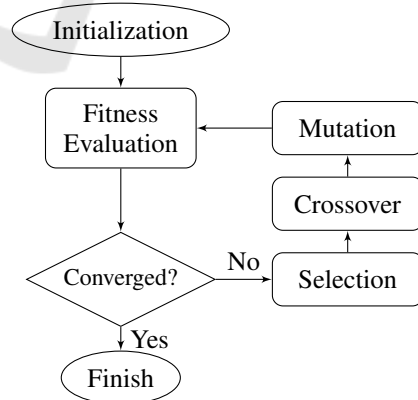 Initialization
Fitness
Evaluation
Mutation
Crossover
Converged?
No
Selection
Yes
Finish